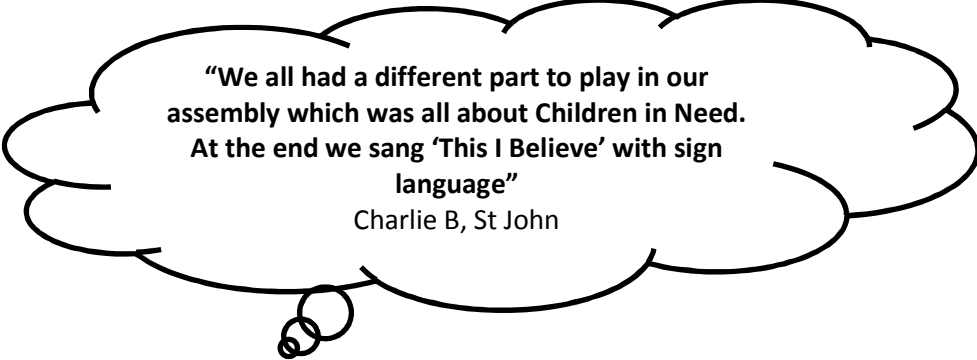 “We all had a different part to play in our
assembly which was all about Children in Need.
At the end we sang ‘This I Believe’ with sign
language”
Charlie B, St John